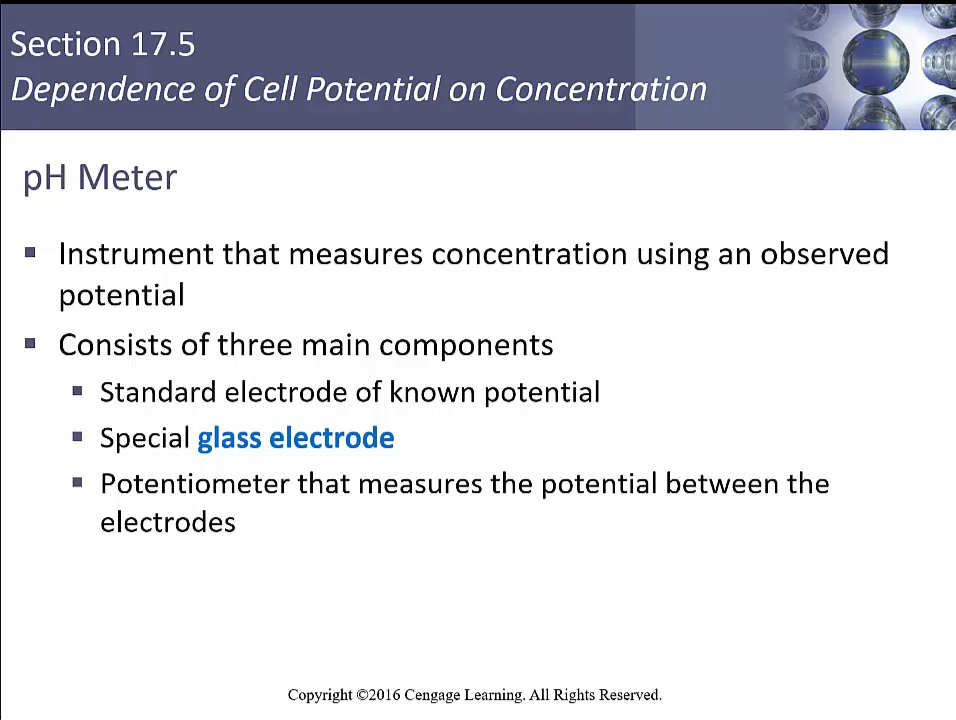 Section 17.5
Dependence of Cell Potential on Concentration
pH Meter
▪ Instrument that measures concentration using an observed
potential
▪ Consists of three main components
▪ Standard electrode of known potential
▪ Special glass electrode
▪ Potentiometer that measures the potential between the
electrodes
Copyright ©2016 Cengage Learning. All Rights Reserved.